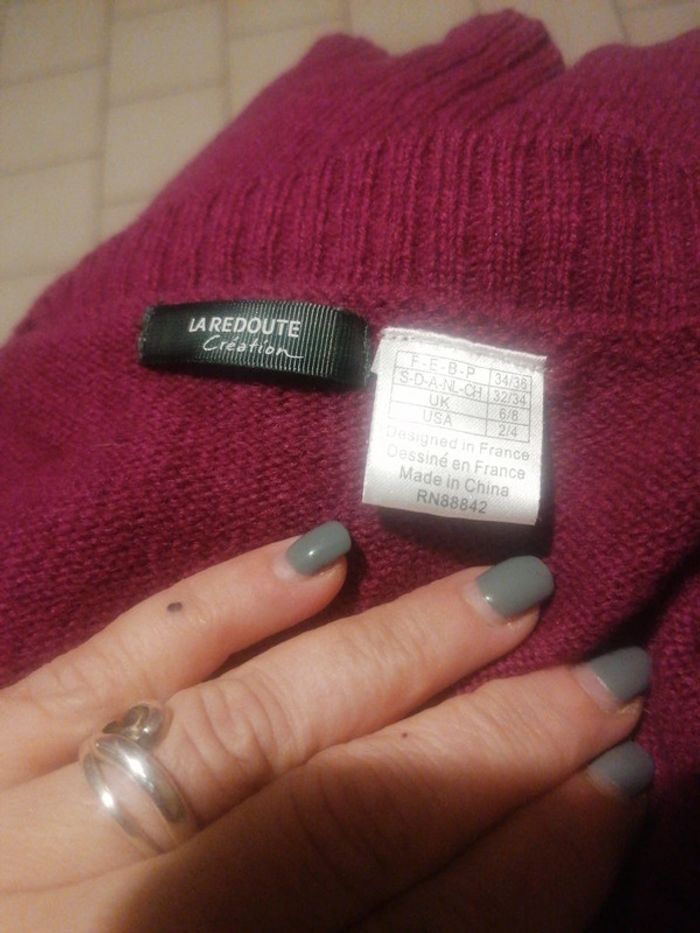 LA REDOUTE
Création
F-E-B-P 34/36
S-D-A-NL-CH 32/34
UK 6/8
USA 2/4
Designed in France
Dessiné en France
Made in China
RN88842